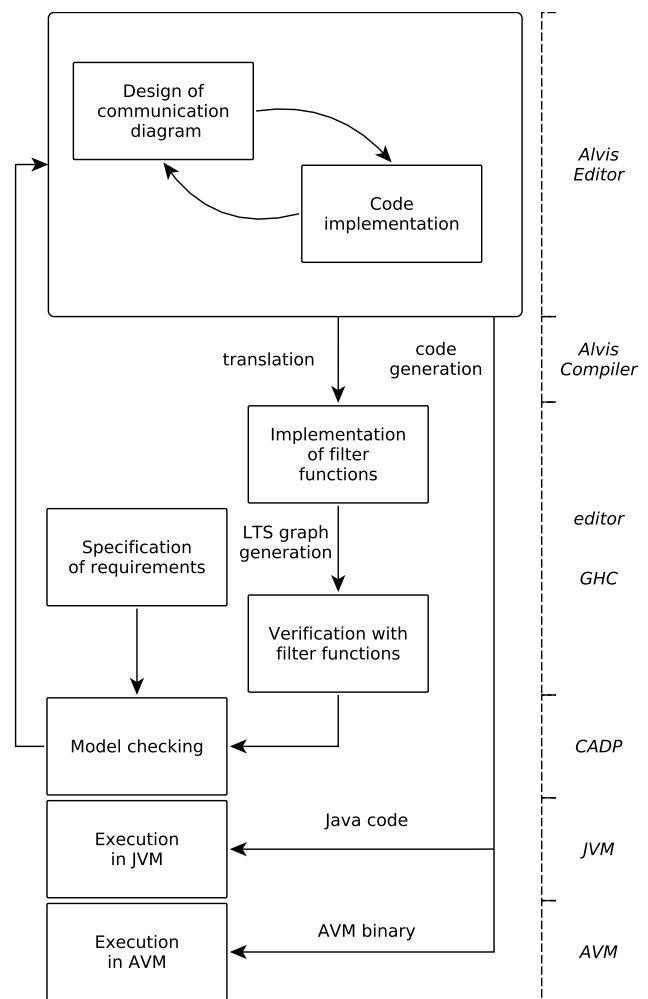 Design of
communication
diagram
Code
implementation
Alvis
Editor
translation
code
generation
Alvis
Compiler
Implementation
of filter
functions
LTS graph
generation
editor
GHC
Specification
of requirements
Verification with
filter functions
Model checking
CADP
Java code
Execution
in JVM
JVM
AVM binary
Execution
in AVM
AVM